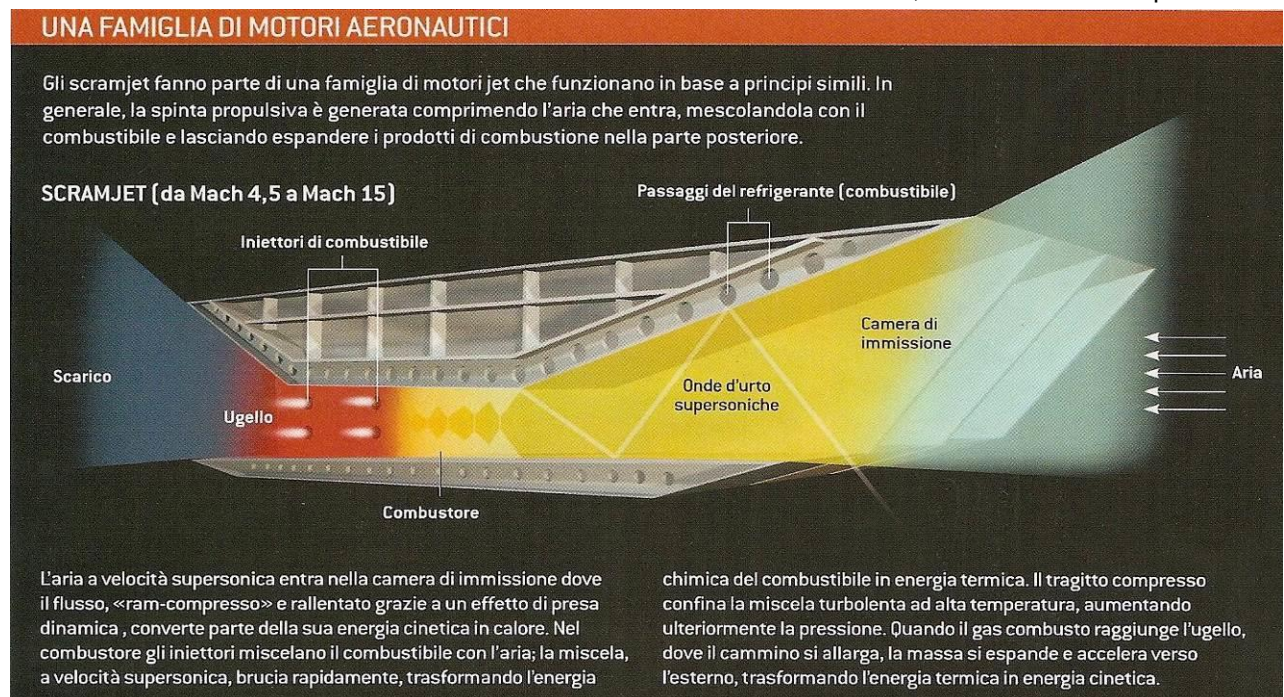 UNA FAMIGLIA DI MOTORI AERONAUTICI
Gli scramjet fanno parte di una famiglia di motori jet che funzionano in base a principi simili. In
generale, la spinta propulsiva è generata comprimendo l'aria che entra, mescolandola con il
combustibile e lasciando espandere i prodotti di combustione nella parte posteriore.
SCRAMJET (da Mach 4,5 a Mach 15)
Passaggi del refrigerante (combustibile)
Iniettori di combustibile
Camera di
immissione
Scarico
Aria
Onde d'urto
supersoniche
Ugello
Combustore
L'aria a velocità supersonica entra nella camera di immissione dove
il flusso, «ram-compresso» e rallentato grazie a un effetto di presa
dinamica , converte parte della sua energia cinetica in calore. Nel
combustore gli iniettori miscelano il combustibile con l'aria; la miscela,
a velocità supersonica, brucia rapidamente, trasformando l'energia
chimica del combustibile in energia termica. Il tragitto compresso
confina la miscela turbolenta ad alta temperatura, aumentando
ulteriormente la pressione. Quando il gas combusto raggiunge l'ugello,
dove il cammino si allarga, la massa si espande e accelera verso
l'esterno, trasformando l'energia termica in energia cinetica.